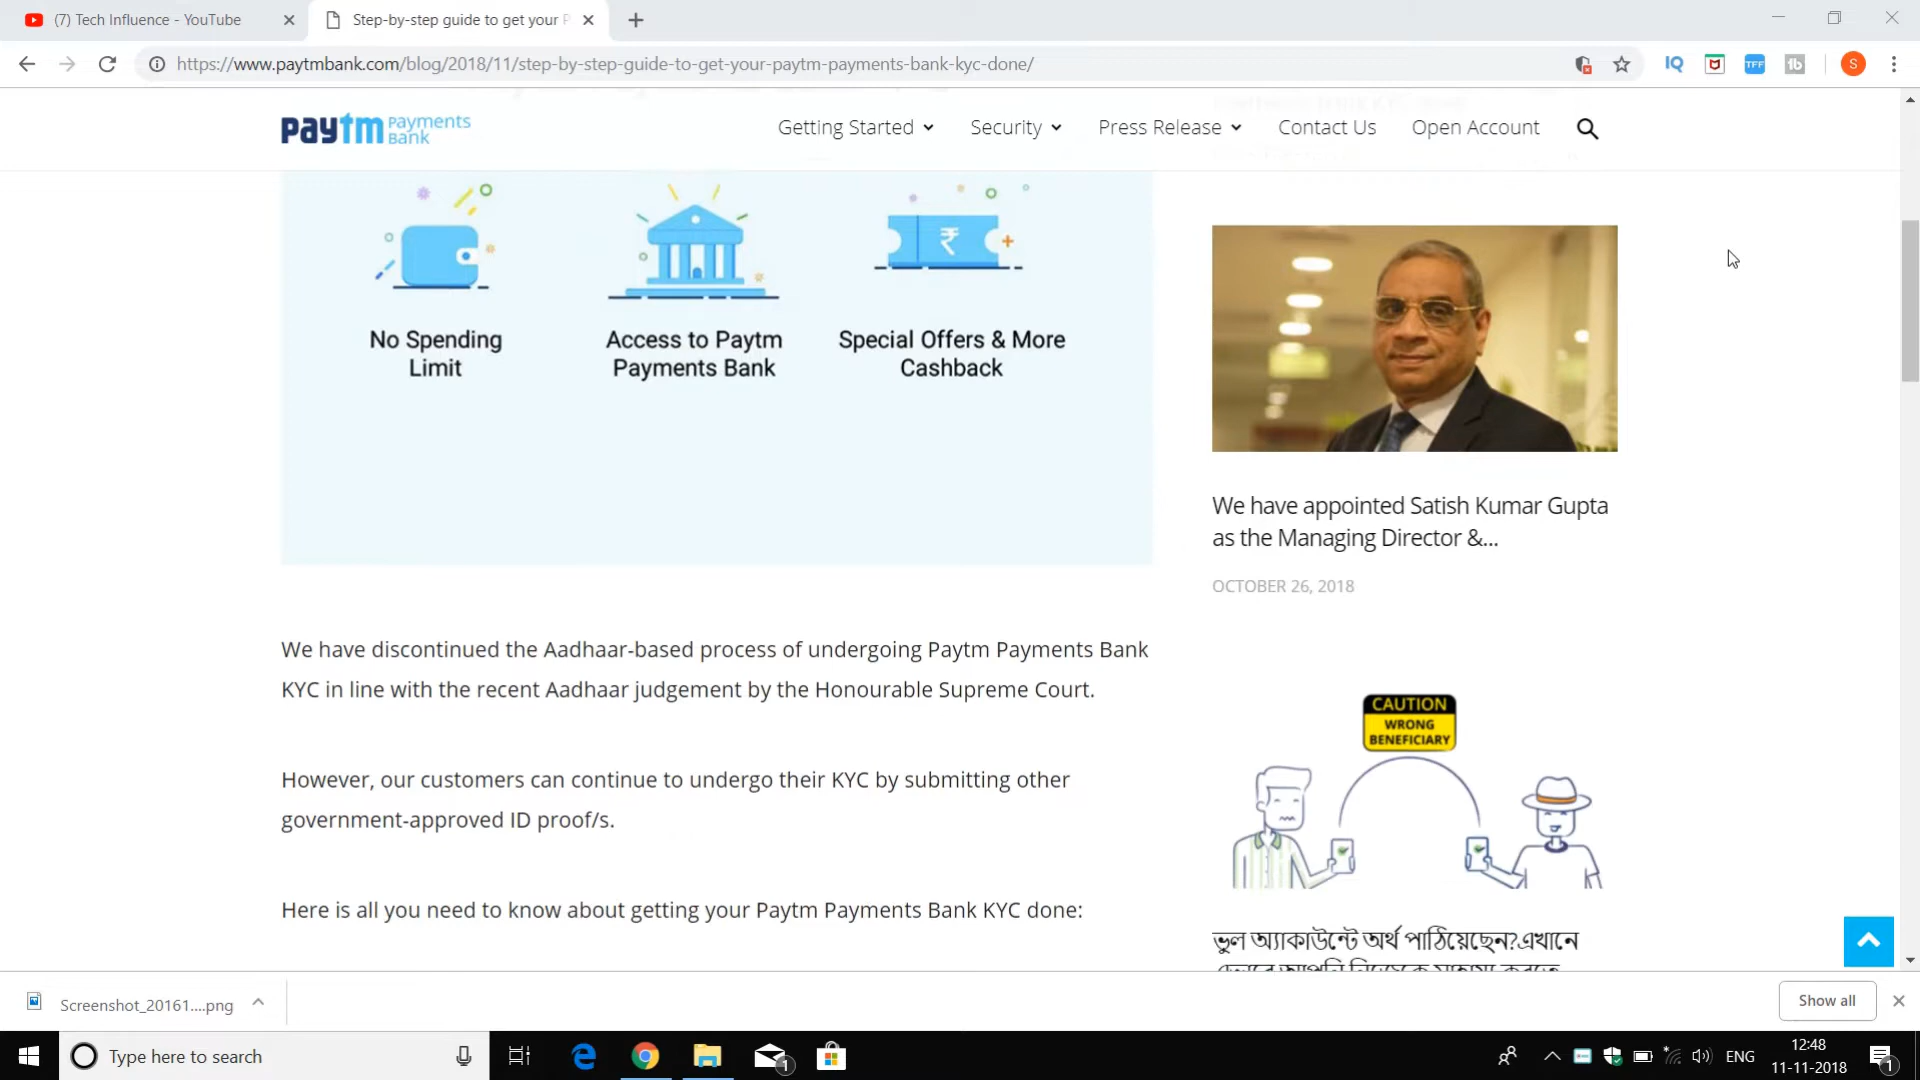 (7) Tech Influence - YouTube
Step-by-step guide to get your P
https://www.paytmbank.com/blog/2018/11/step-by-step-guide-to-get-your-paytm-payments-bank-kyc-done/
IQ
TFF
S
paytm Payments Bank
Getting Started
Security
Press Release
Contact Us
Open Account
No Spending
Limit
Access to Paytm
Payments Bank
Special Offers & More
Cashback
We have discontinued the Aadhaar-based process of undergoing Paytm Payments Bank
KYC in line with the recent Aadhaar judgement by the Honourable Supreme Court.
However, our customers can continue to undergo their KYC by submitting other
government-approved ID proof/s.
Here is all you need to know about getting your Paytm Payments Bank KYC done:
We have appointed Satish Kumar Gupta
as the Managing Director &...
OCTOBER 26, 2018
CAUTION
WRONG
BENEFICIARY
ভুল অ্যাকাউন্টে অর্থ পাঠিয়েছেন?এখানে
Screenshot_20161....png
Show all
Type here to search
1
ENG
12:48
11-11-2018
1